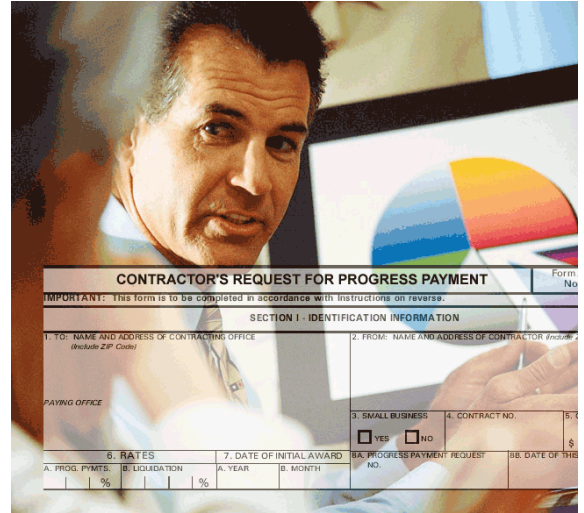 CONTRACTOR'S REQUEST FOR PROGRESS PAYMENT
Form
No
IMPORTANT: This form is to be completed in accordance with Instructions on reverse.
SECTION I - IDENTIFICATION INFORMATION
1. TO: NAME AND ADDRESS OF CONTRACTING OFFICE
(Include ZIP Code)
2. FROM: NAME AND ADDRESS OF CONTRACTOR (Include Z
PAYING OFFICE
3. SMALL BUSINESS
YES NO
4. CONTRACT NO.
5.
$
6. RATES
A. PROG. PYMTS. B. LIQUIDATION
% %
7. DATE OF INITIAL AWARD
A. YEAR B. MONTH
8A. PROGRESS PAYMENT REQUEST
NO.
8B. DATE OF THIS